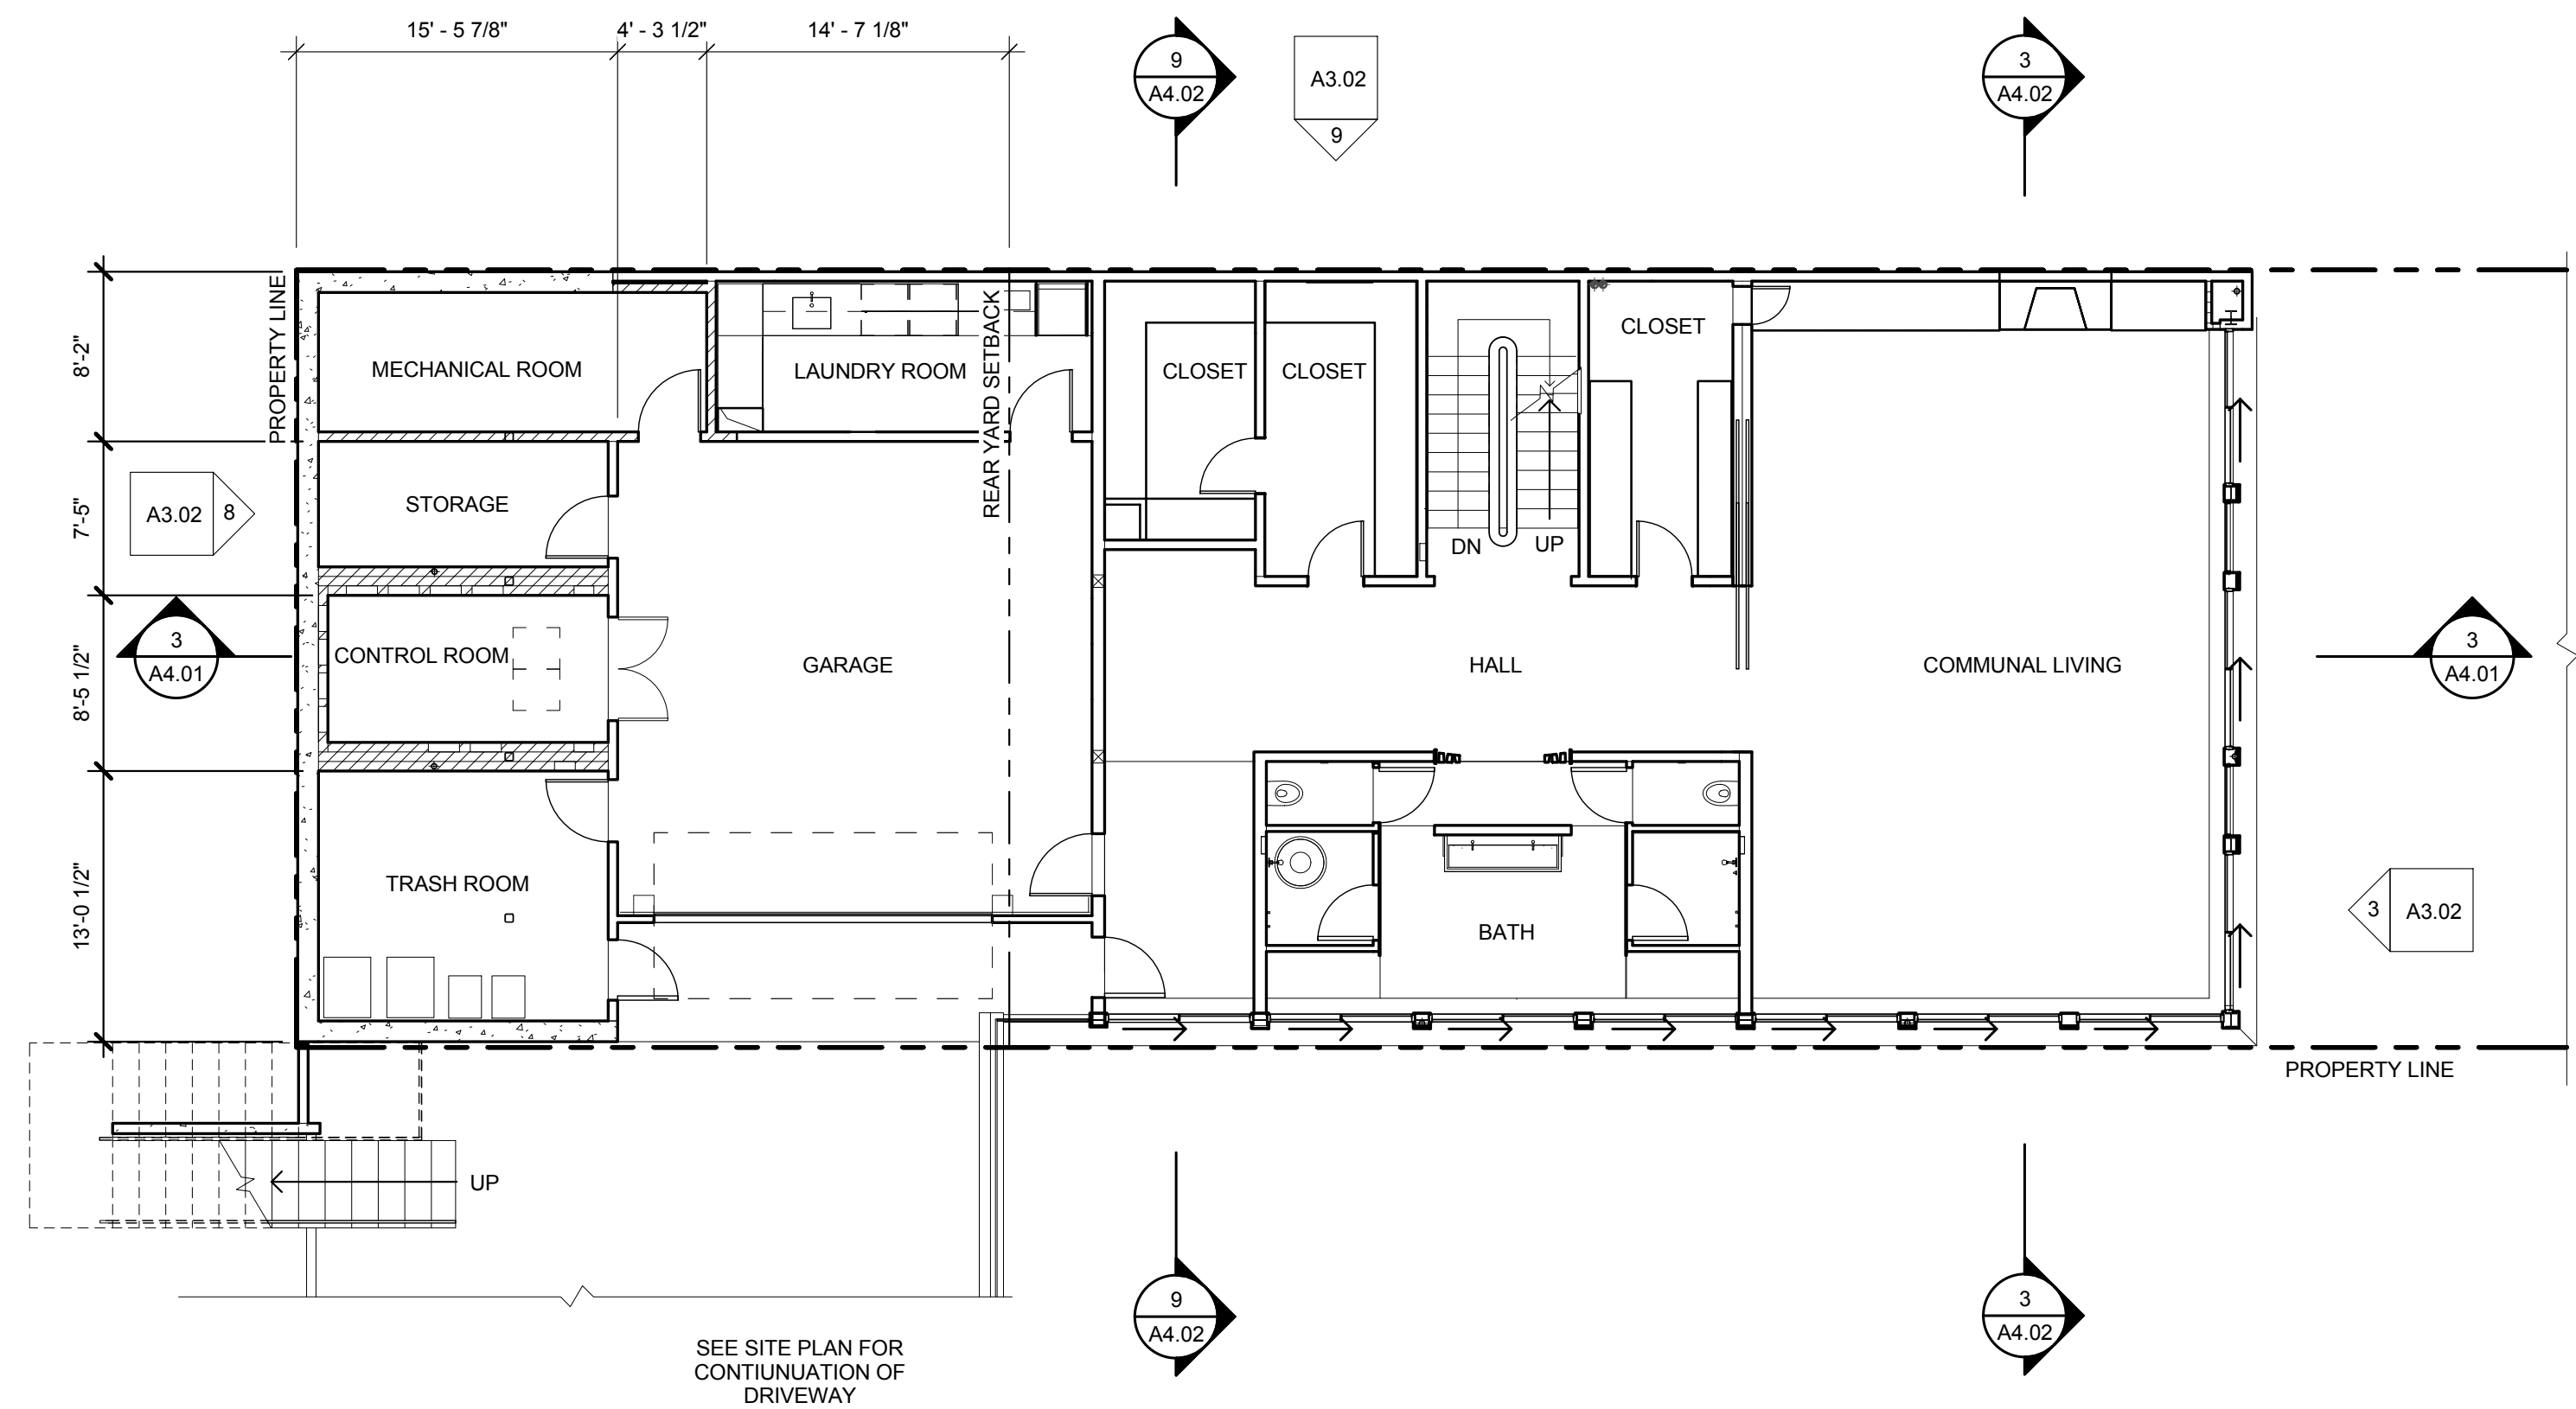 15' - 5 7/8"
4' - 3 1/2"
14' - 7 1/8"
9
A4.02
A3.02
9
3
A4.02
PROPERTY LINE
8'-2"
MECHANICAL ROOM
LAUNDRY ROOM
REAR YARD SETBACK
CLOSET
CLOSET
CLOSET
7'-5"
A3.02
8
STORAGE
DN
UP
8'-5 1/2"
3
A4.01
CONTROL ROOM
GARAGE
HALL
COMMUNAL LIVING
3
A4.01
13'-0 1/2"
TRASH ROOM
BATH
3
A3.02
PROPERTY LINE
UP
9
A4.02
3
A4.02
SEE SITE PLAN FOR
CONTIUNUATION OF
DRIVEWAY